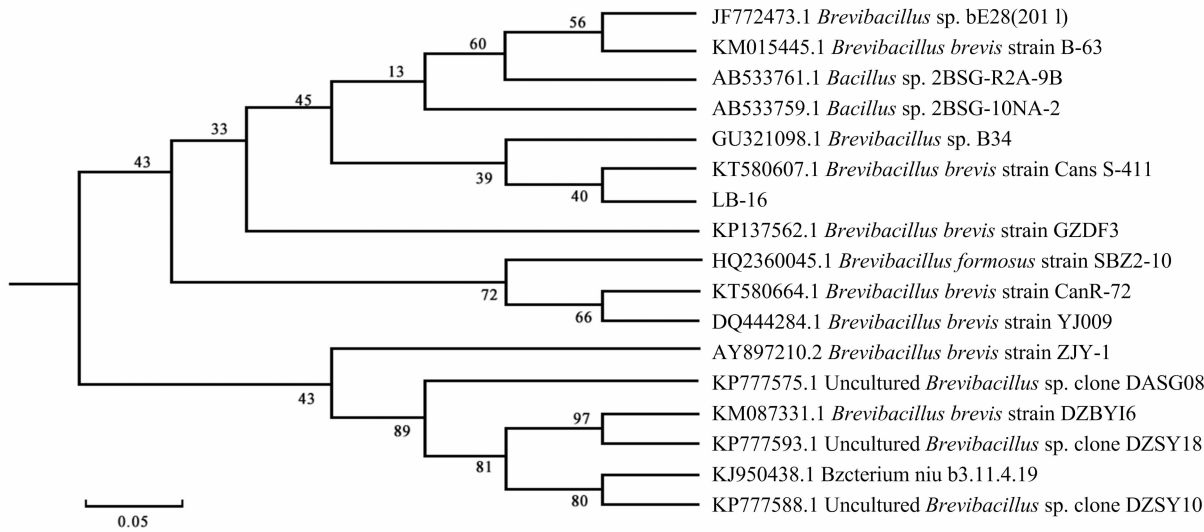 JF772473.1 Brevibacillus sp. bE28(201 l)
56
KM015445.1 Brevibacillus brevis strain B-63
60
AB533761.1 Bacillus sp. 2BSG-R2A-9B
13
AB533759.1 Bacillus sp. 2BSG-10NA-2
45
GU321098.1 Brevibacillus sp. B34
33
KT580607.1 Brevibacillus brevis strain Cans S-411
43
39
40
LB-16
KP137562.1 Brevibacillus brevis strain GZDF3
HQ2360045.1 Brevibacillus formosus strain SBZ2-10
72
KT580664.1 Brevibacillus brevis strain CanR-72
66
DQ444284.1 Brevibacillus brevis strain YJ009
AY897210.2 Brevibacillus brevis strain ZJY-1
43
KP777575.1 Uncultured Brevibacillus sp. clone DASG08
89
97
KM087331.1 Brevibacillus brevis strain DZBYI6
KP777593.1 Uncultured Brevibacillus sp. clone DZSY18
81
KJ950438.1 Bzcterium niu b3.11.4.19
80
KP777588.1 Uncultured Brevibacillus sp. clone DZSY10
0.05